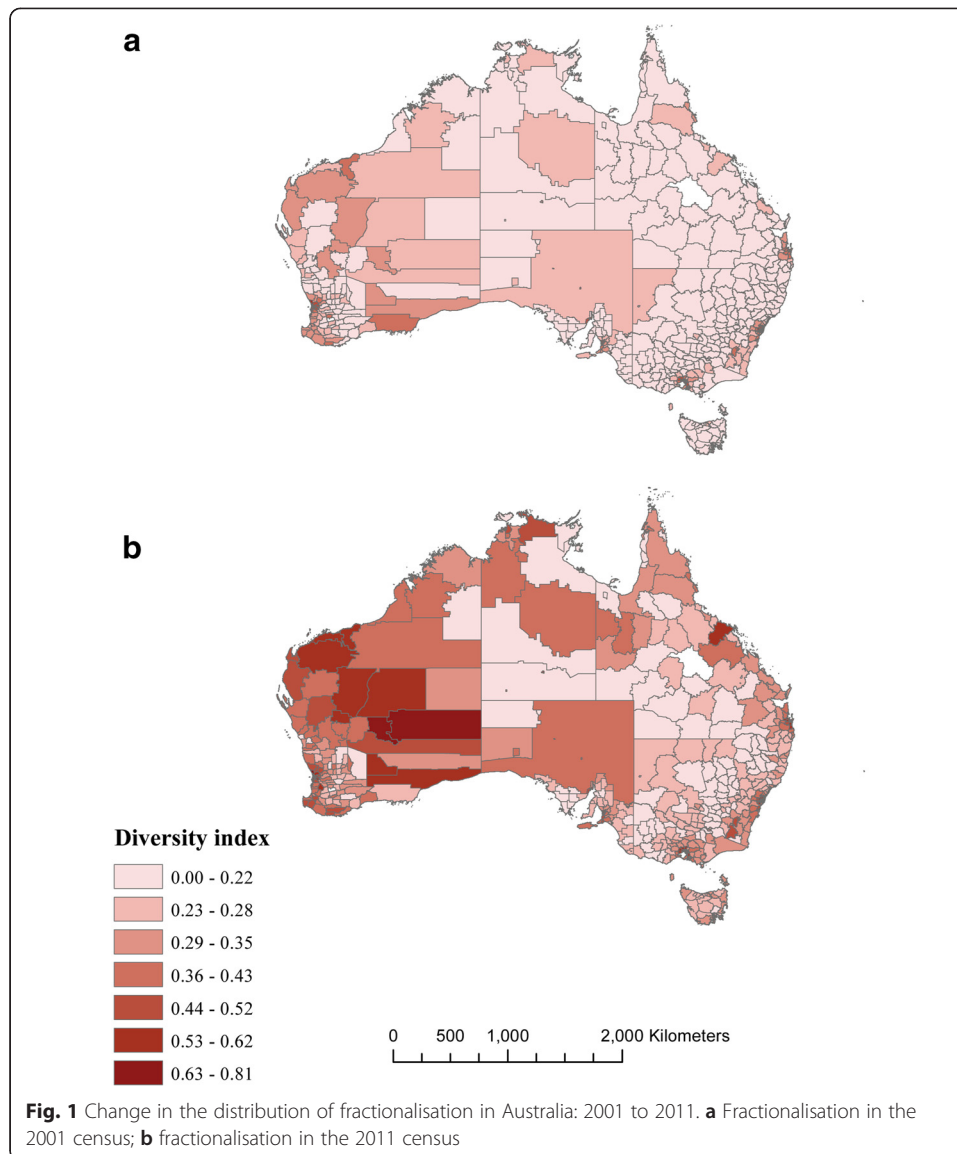 a
b
Diversity index
0.00 - 0.22
0.23 - 0.28
0.29 - 0.35
0.36 - 0.43
0.44 - 0.52
0.53 - 0.62
0.63 - 0.81
0 500 1,000 2,000 Kilometers
Fig. 1 Change in the distribution of fractionalisation in Australia: 2001 to 2011. a Fractionalisation in the
2001 census; b fractionalisation in the 2011 census